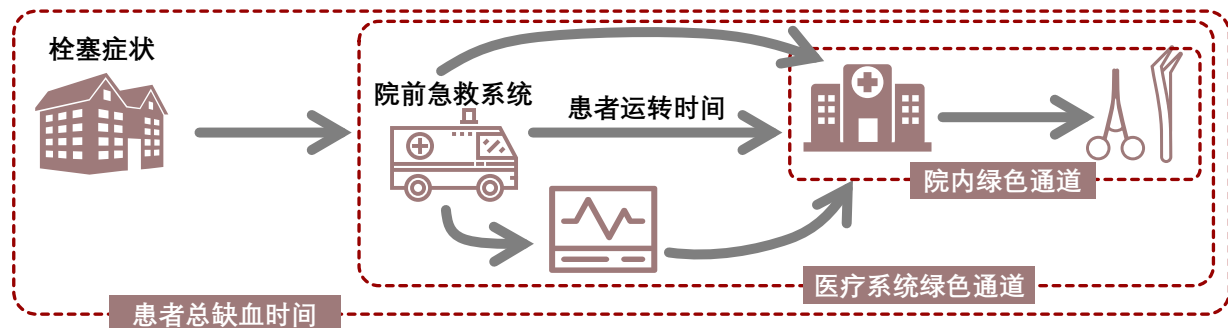 栓塞症状
院前急救系统
患者运转时间
院内绿色通道
医疗系统绿色通道
患者总缺血时间